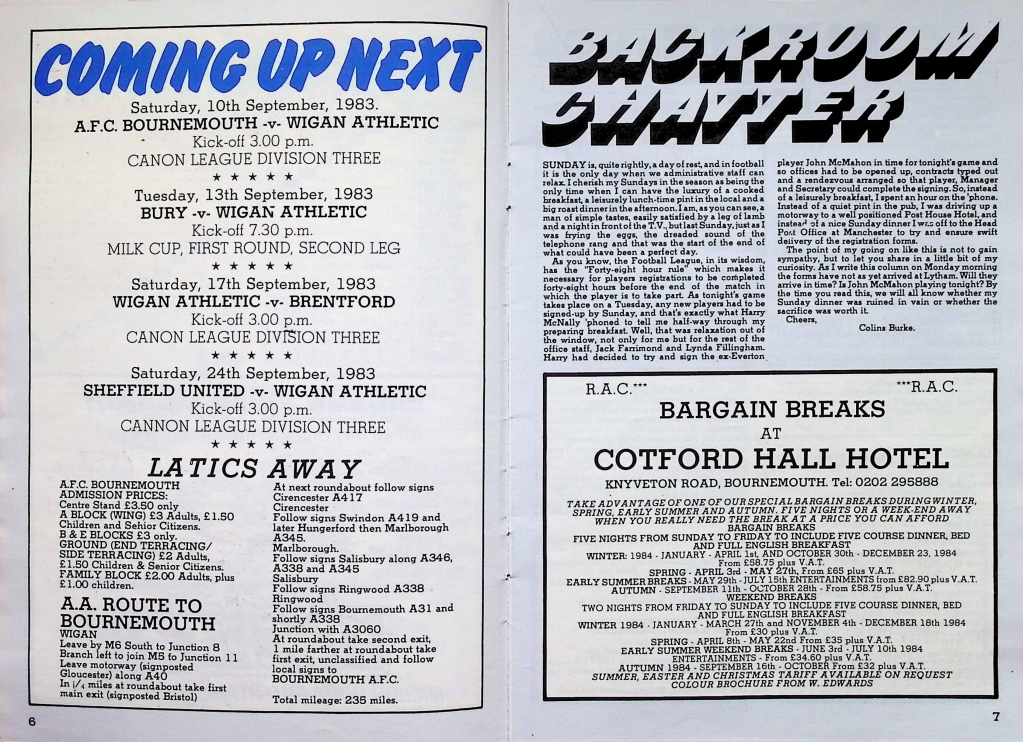 COMING UP NEXT
Saturday, 10th September, 1983.
A.F.C. BOURNEMOUTH -v- WIGAN ATHLETIC
Kick-off 3.00 p.m.
CANON LEAGUE DIVISION THREE
★ ★ ★ ★ ★
Tuesday, 13th September, 1983
BURY -v- WIGAN ATHLETIC
Kick-off 7.30 p.m.
MILK CUP, FIRST ROUND, SECOND LEG
★ ★ ★ ★ ★
Saturday, 17th September, 1983
WIGAN ATHLETIC -v- BRENTFORD
Kick-off 3.00 p.m.
CANON LEAGUE DIVISION THREE
★ ★ ★ ★ ★
Saturday, 24th September, 1983
SHEFFIELD UNITED -v- WIGAN ATHLETIC
Kick-off 3.00 p.m.
CANNON LEAGUE DIVISION THREE
★ ★ ★ ★ ★
LATICS AWAY
A.F.C. BOURNEMOUTH
ADMISSION PRICES:
Centre Stand £3.50 only
A BLOCK (WING) £3 Adults, £1.50
Children and Sehior Citizens.
B & E BLOCKS £3 only.
GROUND (END TERRACING/
SIDE TERRACING) £2 Adults,
£1.50 Children & Senior Citizens.
FAMILY BLOCK £2.00 Adults, plus
£1.00 children.
A.A. ROUTE TO
BOURNEMOUTH
WIGAN
Leave by M6 South to Junction 8
Branch left to join M5 to Junction 11
Leave motorway (signposted
Gloucester) along A40
In 1/4 miles at roundabout take first
main exit (signposted Bristol)
At next roundabout follow signs
Cirencester A417
Cirencester
Follow signs Swindon A419 and
later Hungerford then Marlborough
A345.
Marlborough.
Follow signs Salisbury along A346,
A338 and A345
Salisbury
Follow signs Ringwood A338
Ringwood
Follow signs Bournemouth A31 and
shortly A338
Junction with A3060
At roundabout take second exit,
1 mile farther at roundabout take
first exit, unclassified and follow
local signs to
BOURNEMOUTH A.F.C.
Total mileage: 235 miles.
6
BACKROOM
CHATTER
SUNDAY is, quite rightly, a day of rest, and in football
it is the only day when we administrative staff can
relax. I cherish my Sundays in the season as being the
only time when I can have the luxury of a cooked
breakfast, a leisurely lunch-time pint in the local and a
big roast dinner in the afternoon. I am, as you can see, a
man of simple tastes, easily satisfied by a leg of lamb
and a night in front of the T.V., but last Sunday, just as I
was frying the eggs, the dreaded sound of the
telephone rang and that was the start of the end of
what could have been a perfect day.
As you know, the Football League, in its wisdom,
has the "Forty-eight hour rule" which makes it
necessary for players registrations to be completed
forty-eight hours before the end of the match in
which the player is to take part. As tonight's game
takes place on a Tuesday, any new players had to be
signed-up by Sunday, and that's exactly what Harry
McNally 'phoned to tell me half-way through my
preparing breakfast. Well, that was relaxation out of
the window, not only for me but for the rest of the
office staff, Jack Farrimond and Lynda Fillingham.
Harry had decided to try and sign the ex-Everton
player John McMahon in time for tonight's game and
so offices had to be opened up, contracts typed out
and a rendezvous arranged so that player, Manager
and Secretary could complete the signing. So, instead
of a leisurely breakfast, I spent an hour on the 'phone.
Instead of a quiet pint in the pub, I was driving up a
motorway to a well positioned Post House Hotel, and
instead of a nice Sunday dinner I was off to the Head
Post Office at Manchester to try and ensure swift
delivery of the registration forms.
The point of my going on like this is not to gain
sympathy, but to let you share in a little bit of my
curiosity. As I write this column on Monday morning
the forms have not as yet arrived at Lytham. Will they
arrive in time? Is John McMahon playing tonight? By
the time you read this, we will all know whether my
Sunday dinner was ruined in vain or whether the
sacrifice was worth it.
Cheers,
Colins Burke.
R.A.C.*** ***R.A.C.
BARGAIN BREAKS
AT
COTFORD HALL HOTEL
KNYVETON ROAD, BOURNEMOUTH. Tel: 0202 295888
TAKE ADVANTAGE OF ONE OF OUR SPECIAL BARGAIN BREAKS DURING WINTER,
SPRING, EARLY SUMMER AND AUTUMN. FIVE NIGHTS OR A WEEK-END AWAY
WHEN YOU REALLY NEED THE BREAK AT A PRICE YOU CAN AFFORD
BARGAIN BREAKS
FIVE NIGHTS FROM SUNDAY TO FRIDAY TO INCLUDE FIVE COURSE DINNER, BED
AND FULL ENGLISH BREAKFAST
WINTER: 1984 - JANUARY - APRIL 1st, AND OCTOBER 30th - DECEMBER 23, 1984
From £58.75 plus V.A.T.
SPRING - APRIL 3rd - MAY 27th, From £65 plus V.A.T.
EARLY SUMMER BREAKS - MAY 29th - JULY 15th ENTERTAINMENTS from £82.90 plus V.A.T.
AUTUMN - SEPTEMBER 11th - OCTOBER 28th - From £58.75 plus V.A.T.
WEEKEND BREAKS
TWO NIGHTS FROM FRIDAY TO SUNDAY TO INCLUDE FIVE COURSE DINNER, BED
AND FULL ENGLISH BREAKFAST
WINTER 1984 - JANUARY - MARCH 27th and NOVEMBER 4th - DECEMBER 18th 1984
From £30 plus V.A.T.
SPRING - APRIL 8th - MAY 22nd From £35 plus V.A.T.
EARLY SUMMER WEEKEND BREAKS - JUNE 3rd - JULY 10th 1984
ENTERTAINMENTS - From £34.60 plus V.A.T.
AUTUMN 1984 - SEPTEMBER 16th - OCTOBER From £32 plus V.A.T.
SUMMER, EASTER AND CHRISTMAS TARIFF AVAILABLE ON REQUEST
COLOUR BROCHURE FROM W. EDWARDS
7